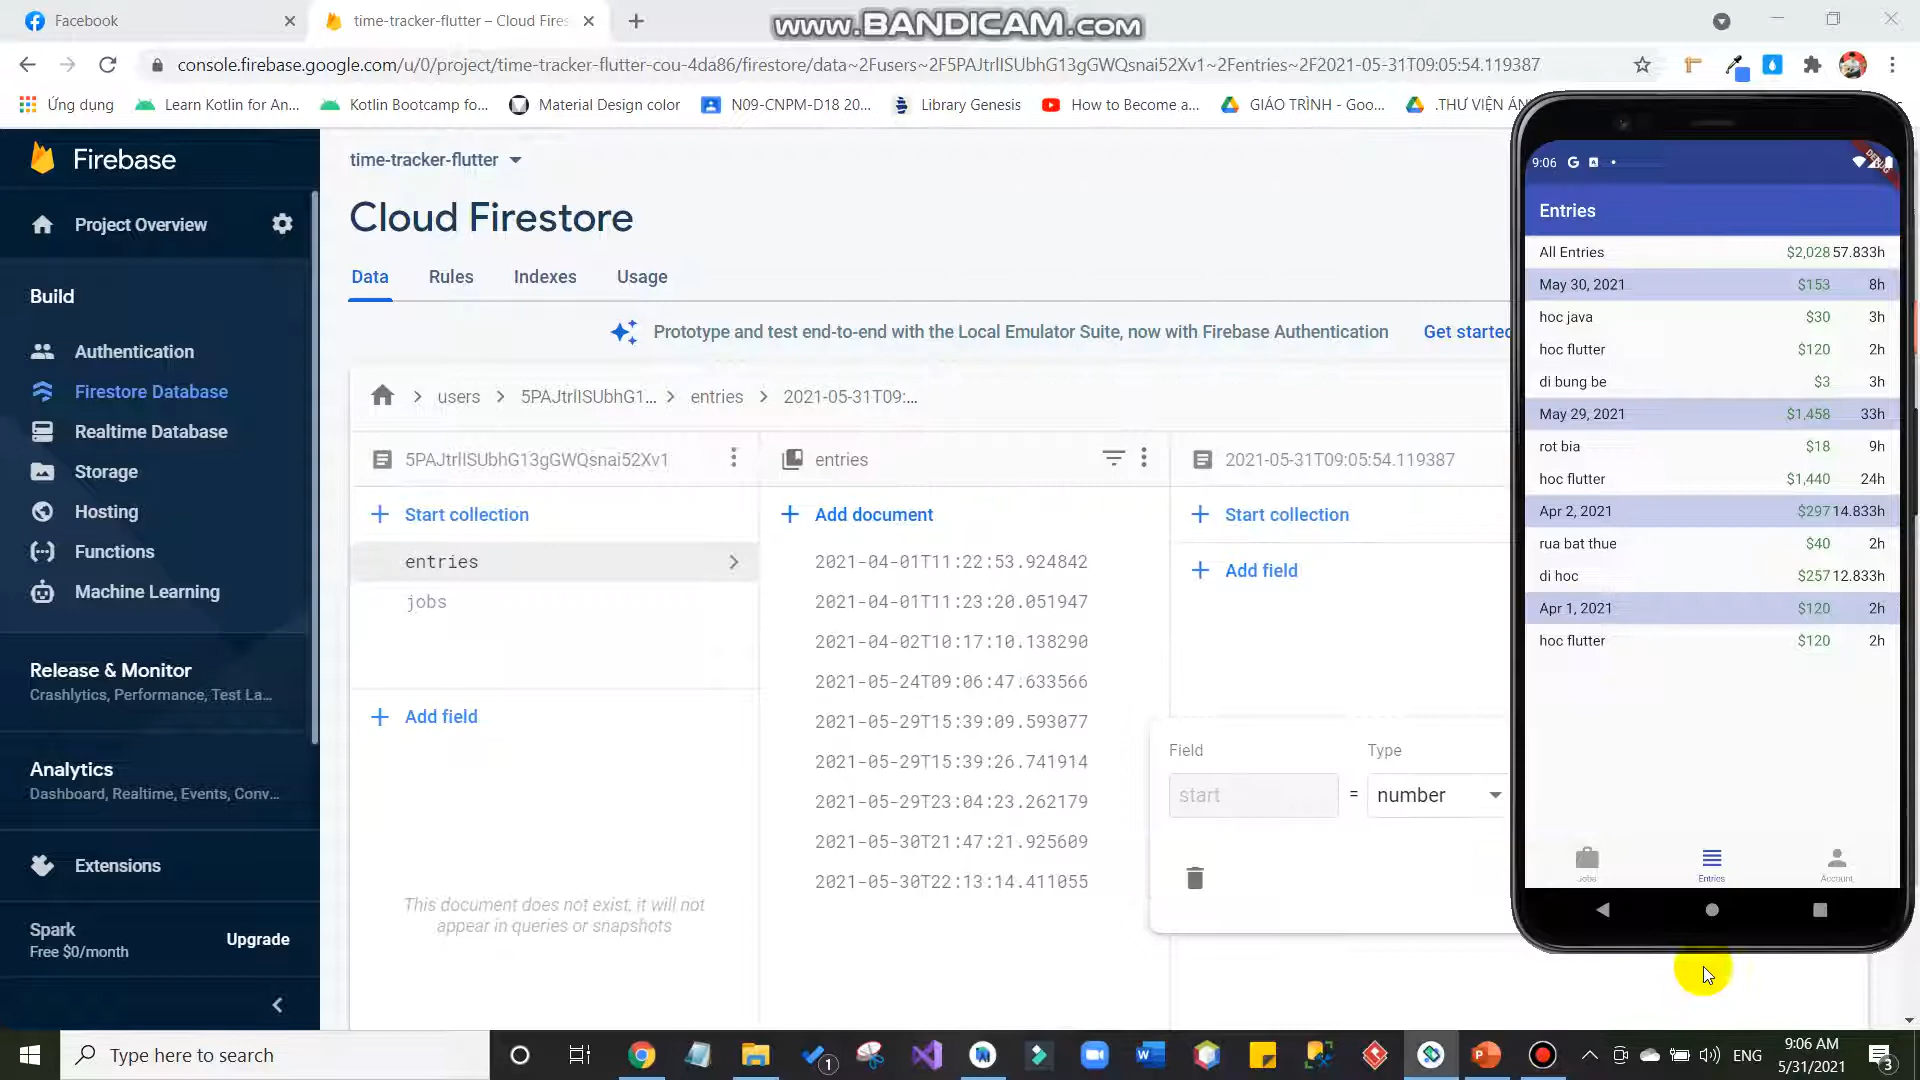 Facebook
time-tracker-flutter – Cloud Fires
www.BANDICAM.com
console.firebase.google.com/u/0/project/time-tracker-flutter-cou-4da86/firestore/data~2Fusers~2F5PAJtrlISUbhG13gGWQsnai52Xv1~2Fentries~2F2021-05-31T09:05:54.119387
Ứng dụng
Learn Kotlin for An...
Kotlin Bootcamp fo...
Material Design color
N09-CNPM-D18 20...
Library Genesis
How to Become a...
GIÁO TRÌNH - Goo...
.THƯ VIỆN ÁN
Firebase
Project Overview
Build
Authentication
Firestore Database
Realtime Database
Storage
Hosting
Functions
Machine Learning
Release & Monitor
Crashlytics, Performance, Test La...
Analytics
Dashboard, Realtime, Events, Conv...
Extensions
Spark
Free $0/month
Upgrade
time-tracker-flutter
Cloud Firestore
Data
Rules
Indexes
Usage
Prototype and test end-to-end with the Local Emulator Suite, now with Firebase Authentication
Get started
users
5PAJtrlISUbhG1...
entries
2021-05-31T09:...
5PAJtrlISUbhG13gGWQsnai52Xv1
Start collection
entries
jobs
Add field
This document does not exist, it will not
appear in queries or snapshots
entries
Add document
2021-04-01T11:22:53.924842
2021-04-01T11:23:20.051947
2021-04-02T10:17:10.138290
2021-05-24T09:06:47.633566
2021-05-29T15:39:09.593077
2021-05-29T15:39:26.741914
2021-05-29T23:04:23.262179
2021-05-30T21:47:21.925609
2021-05-30T22:13:14.411055
2021-05-31T09:05:54.119387
Start collection
Add field
Field
Type
start
=
number
9:06
DEBUG
Entries
All Entries $2,028 57.833h
May 30, 2021 $153 8h
hoc java $30 3h
hoc flutter $120 2h
di bung be $3 3h
May 29, 2021 $1,458 33h
rot bia $18 9h
hoc flutter $1,440 24h
Apr 2, 2021 $297 14.833h
rua bat thue $40 2h
di hoc $257 12.833h
Apr 1, 2021 $120 2h
hoc flutter $120 2h
Jobs
Entries
Account
Type here to search
1
ENG
9:06 AM
5/31/2021
3